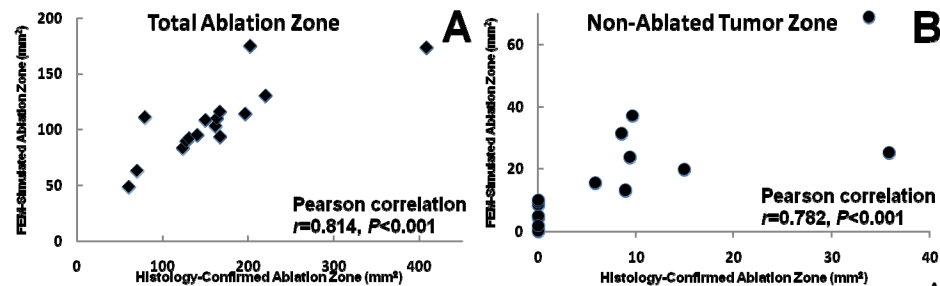 Total Ablation Zone
A
FEM-Simulated Ablation Zone (mm²)
200
150
100
50
0
Pearson correlation
r=0.814, P<0.001
0
100
200
300
400
Histology-Confirmed Ablation Zone (mm²)
Non-Ablated Tumor Zone
B
FEM-Simulated Ablation Zone (mm²)
60
40
20
0
Pearson correlation
r=0.782, P<0.001
0
10
20
30
40
Histology-Confirmed Ablation Zone (mm²)